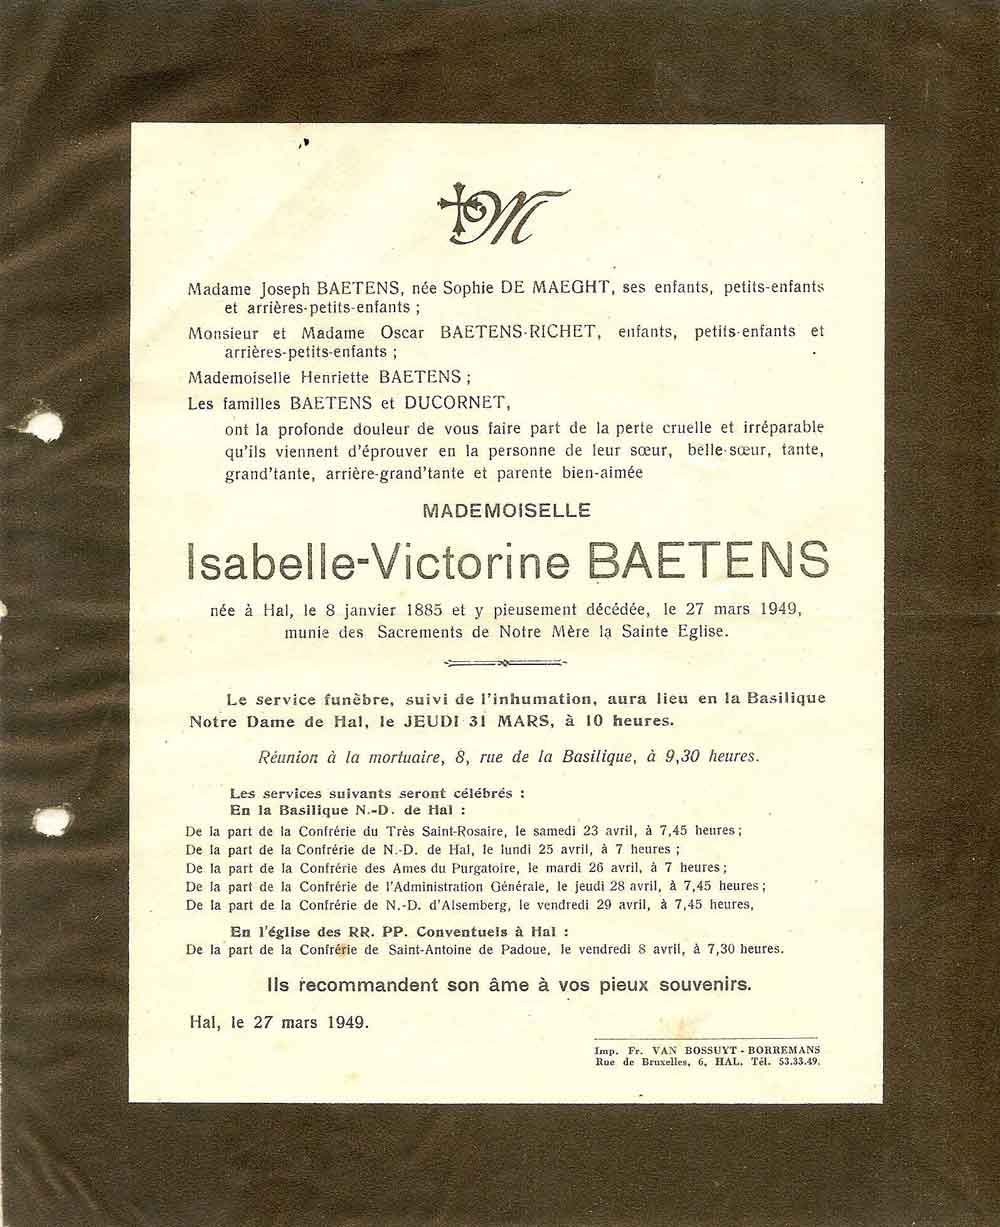 M
Madame Joseph BAETENS, née Sophie DE MAEGHT, ses enfants, petits-enfants
et arrières-petits-enfants ;
Monsieur et Madame Oscar BAETENS-RICHET, enfants, petits-enfants et
arrières-petits-enfants ;
Mademoiselle Henriette BAETENS ;
Les familles BAETENS et DUCORNET,
ont la profonde douleur de vous faire part de la perte cruelle et irréparable
qu'ils viennent d'éprouver en la personne de leur sœur, belle-sœur, tante,
grand'tante, arrière-grand'tante et parente bien-aimée
MADEMOISELLE
Isabelle-Victorine BAETENS
née à Hal, le 8 janvier 1885 et y pieusement décédée, le 27 mars 1949,
munie des Sacrements de Notre Mère la Sainte Eglise.
Le service funèbre, suivi de l'inhumation, aura lieu en la Basilique
Notre Dame de Hal, le JEUDI 31 MARS, à 10 heures.
Réunion à la mortuaire, 8, rue de la Basilique, à 9,30 heures.
Les services suivants seront célébrés :
En la Basilique N.-D. de Hal :
De la part de la Confrérie du Très Saint-Rosaire, le samedi 23 avril, à 7,45 heures ;
De la part de la Confrérie de N.-D. de Hal, le lundi 25 avril, à 7 heures ;
De la part de la Confrérie des Ames du Purgatoire, le mardi 26 avril, à 7 heures ;
De la part de la Confrérie de l'Administration Générale, le jeudi 28 avril, à 7,45 heures ;
De la part de la Confrérie de N.-D. d'Alsemberg, le vendredi 29 avril, à 7,45 heures,
En l'église des RR. PP. Conventuels à Hal :
De la part de la Confrérie de Saint-Antoine de Padoue, le vendredi 8 avril, à 7,30 heures.
Ils recommandent son âme à vos pieux souvenirs.
Hal, le 27 mars 1949.
Imp. Fr. VAN BOSSUYT - BORREMANS
Rue de Bruxelles, 6, HAL. Tél. 53.33.49.